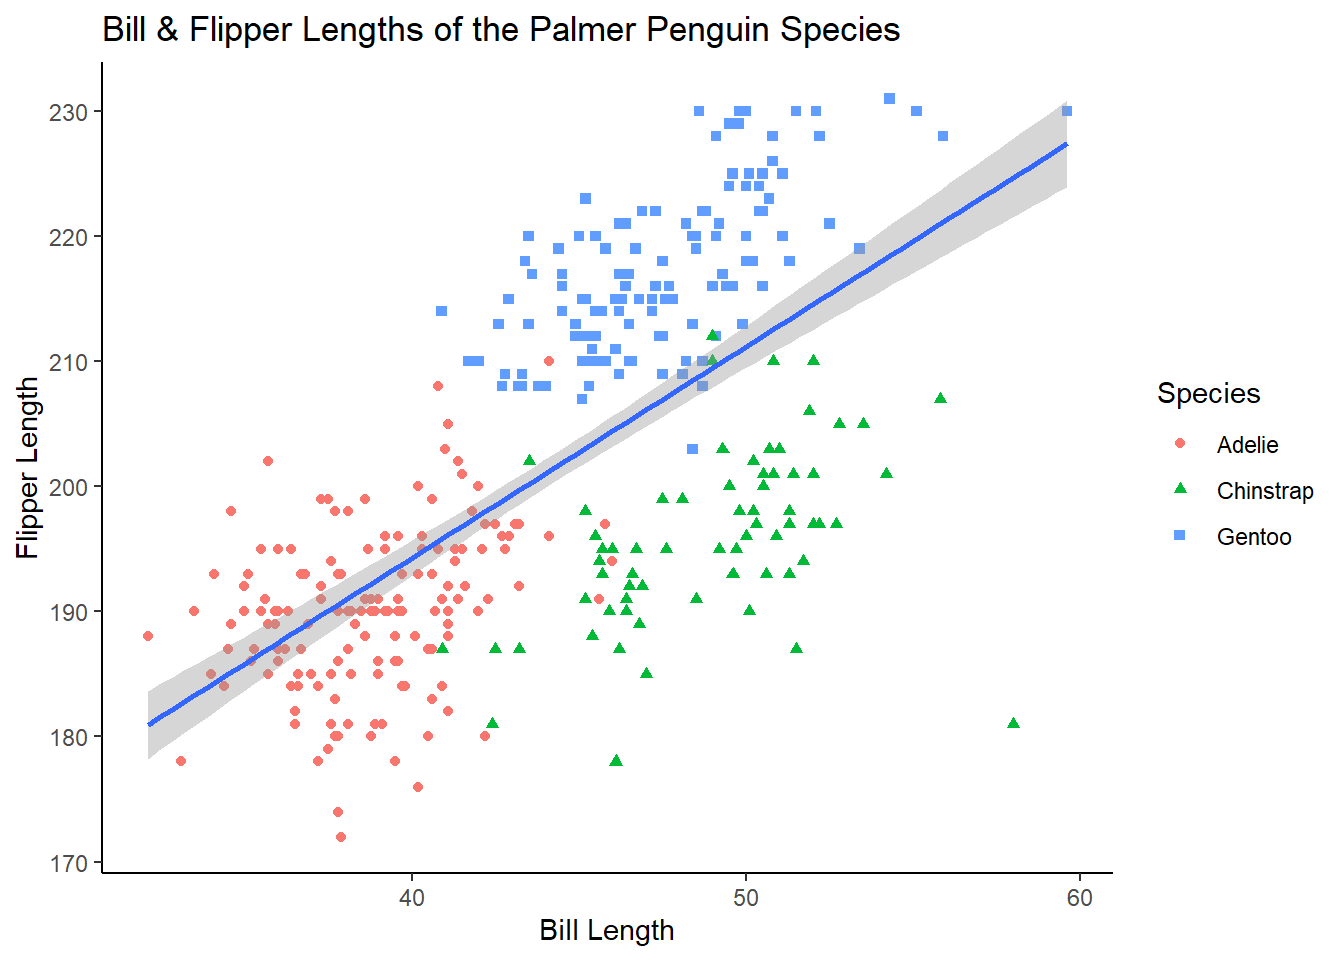 Bill & Flipper Lengths of the Palmer Penguin Species
230
220
210
200
190
180
170
Flipper Length
40
50
60
Bill Length
Species
Adelie
Chinstrap
Gentoo